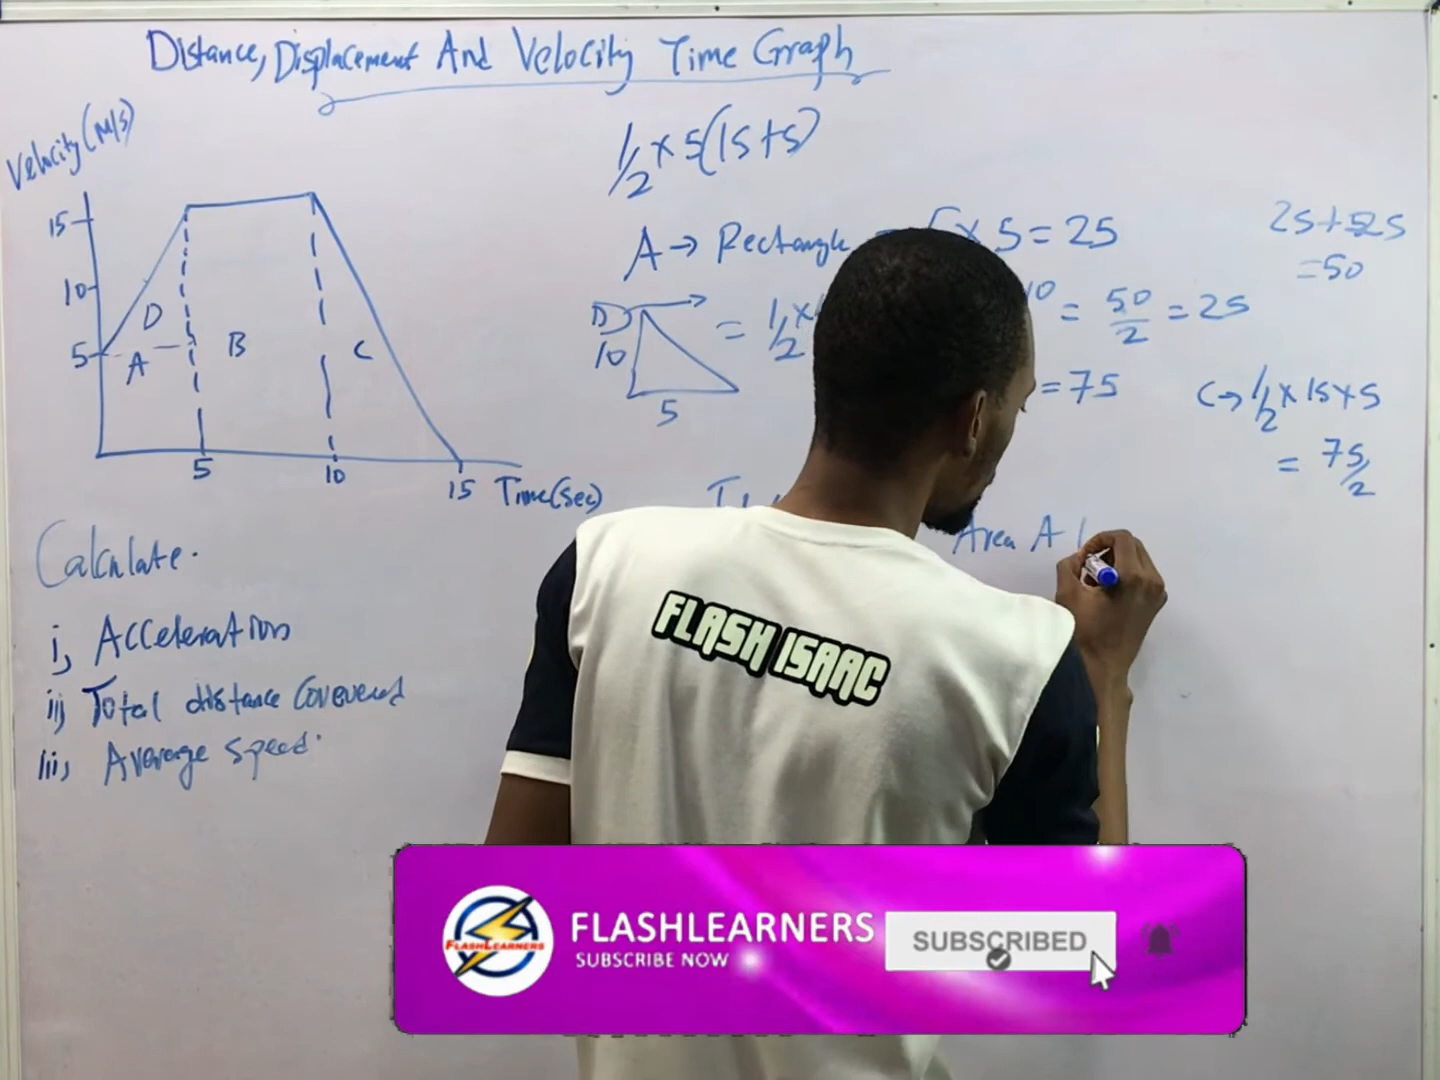 Distance, Displacement And Velocity Time Graph
Velocity (M/s)
15
10
5
D
A
B
C
5
10
15
Time (sec)
Calculate.
i, Acceleration
ii) Total distance Covered
iii, Average Speed.
1/2 × 5(15+5)
A → Rectangle
× 5 = 25
D
10
5
= 1/2 ×
10 = 50/2 = 25
= 75
25+25
=50
C → 1/2 × 15 × 5
= 75/2
Area A
FLASH ISAAC
FLASHLEARNERS
FLASHLEARNERS
SUBSCRIBE NOW
SUBSCRIBED